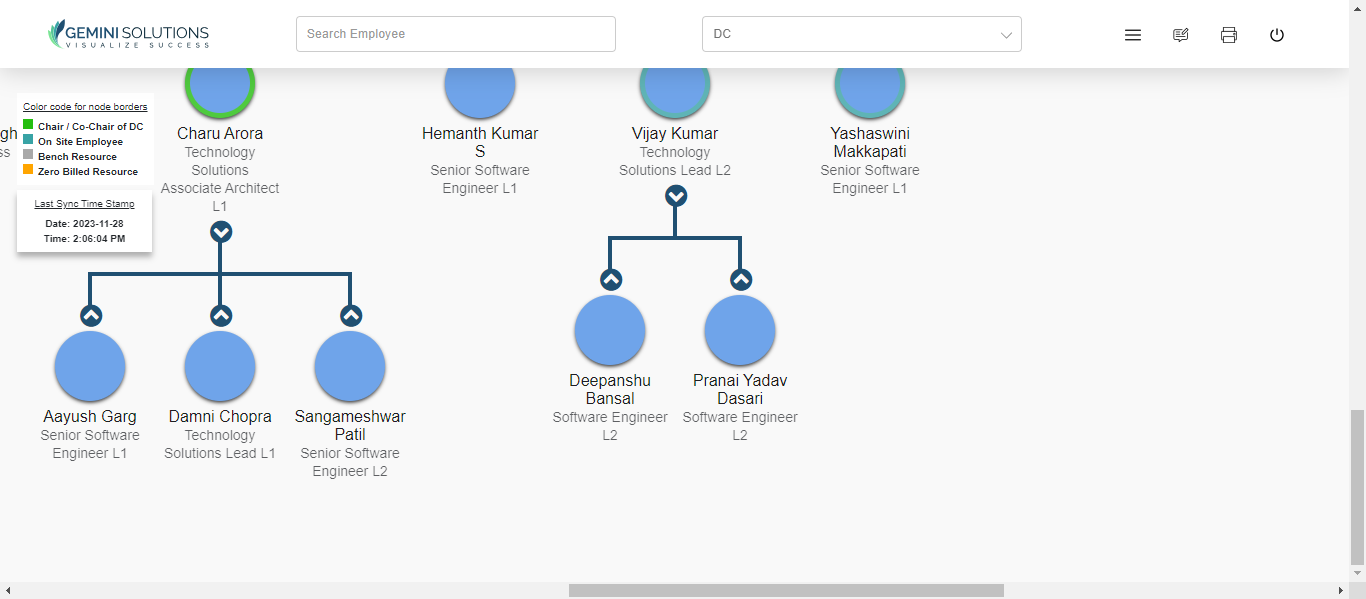 GEMINI SOLUTIONS
VISUALIZE SUCCESS
Search Employee
DC
gh
ss
Color code for node borders
Chair / Co-Chair of DC
On Site Employee
Bench Resource
Zero Billed Resource
Last Sync Time Stamp
Date: 2023-11-28
Time: 2:06:04 PM
Charu Arora
Technology
Solutions
Associate Architect
L1
Hemanth Kumar
S
Senior Software
Engineer L1
Vijay Kumar
Technology
Solutions Lead L2
Yashaswini
Makkapati
Senior Software
Engineer L1
Aayush Garg
Senior Software
Engineer L1
Damni Chopra
Technology
Solutions Lead L1
Sangameshwar
Patil
Senior Software
Engineer L2
Deepanshu
Bansal
Software Engineer
L2
Pranai Yadav
Dasari
Software Engineer
L2